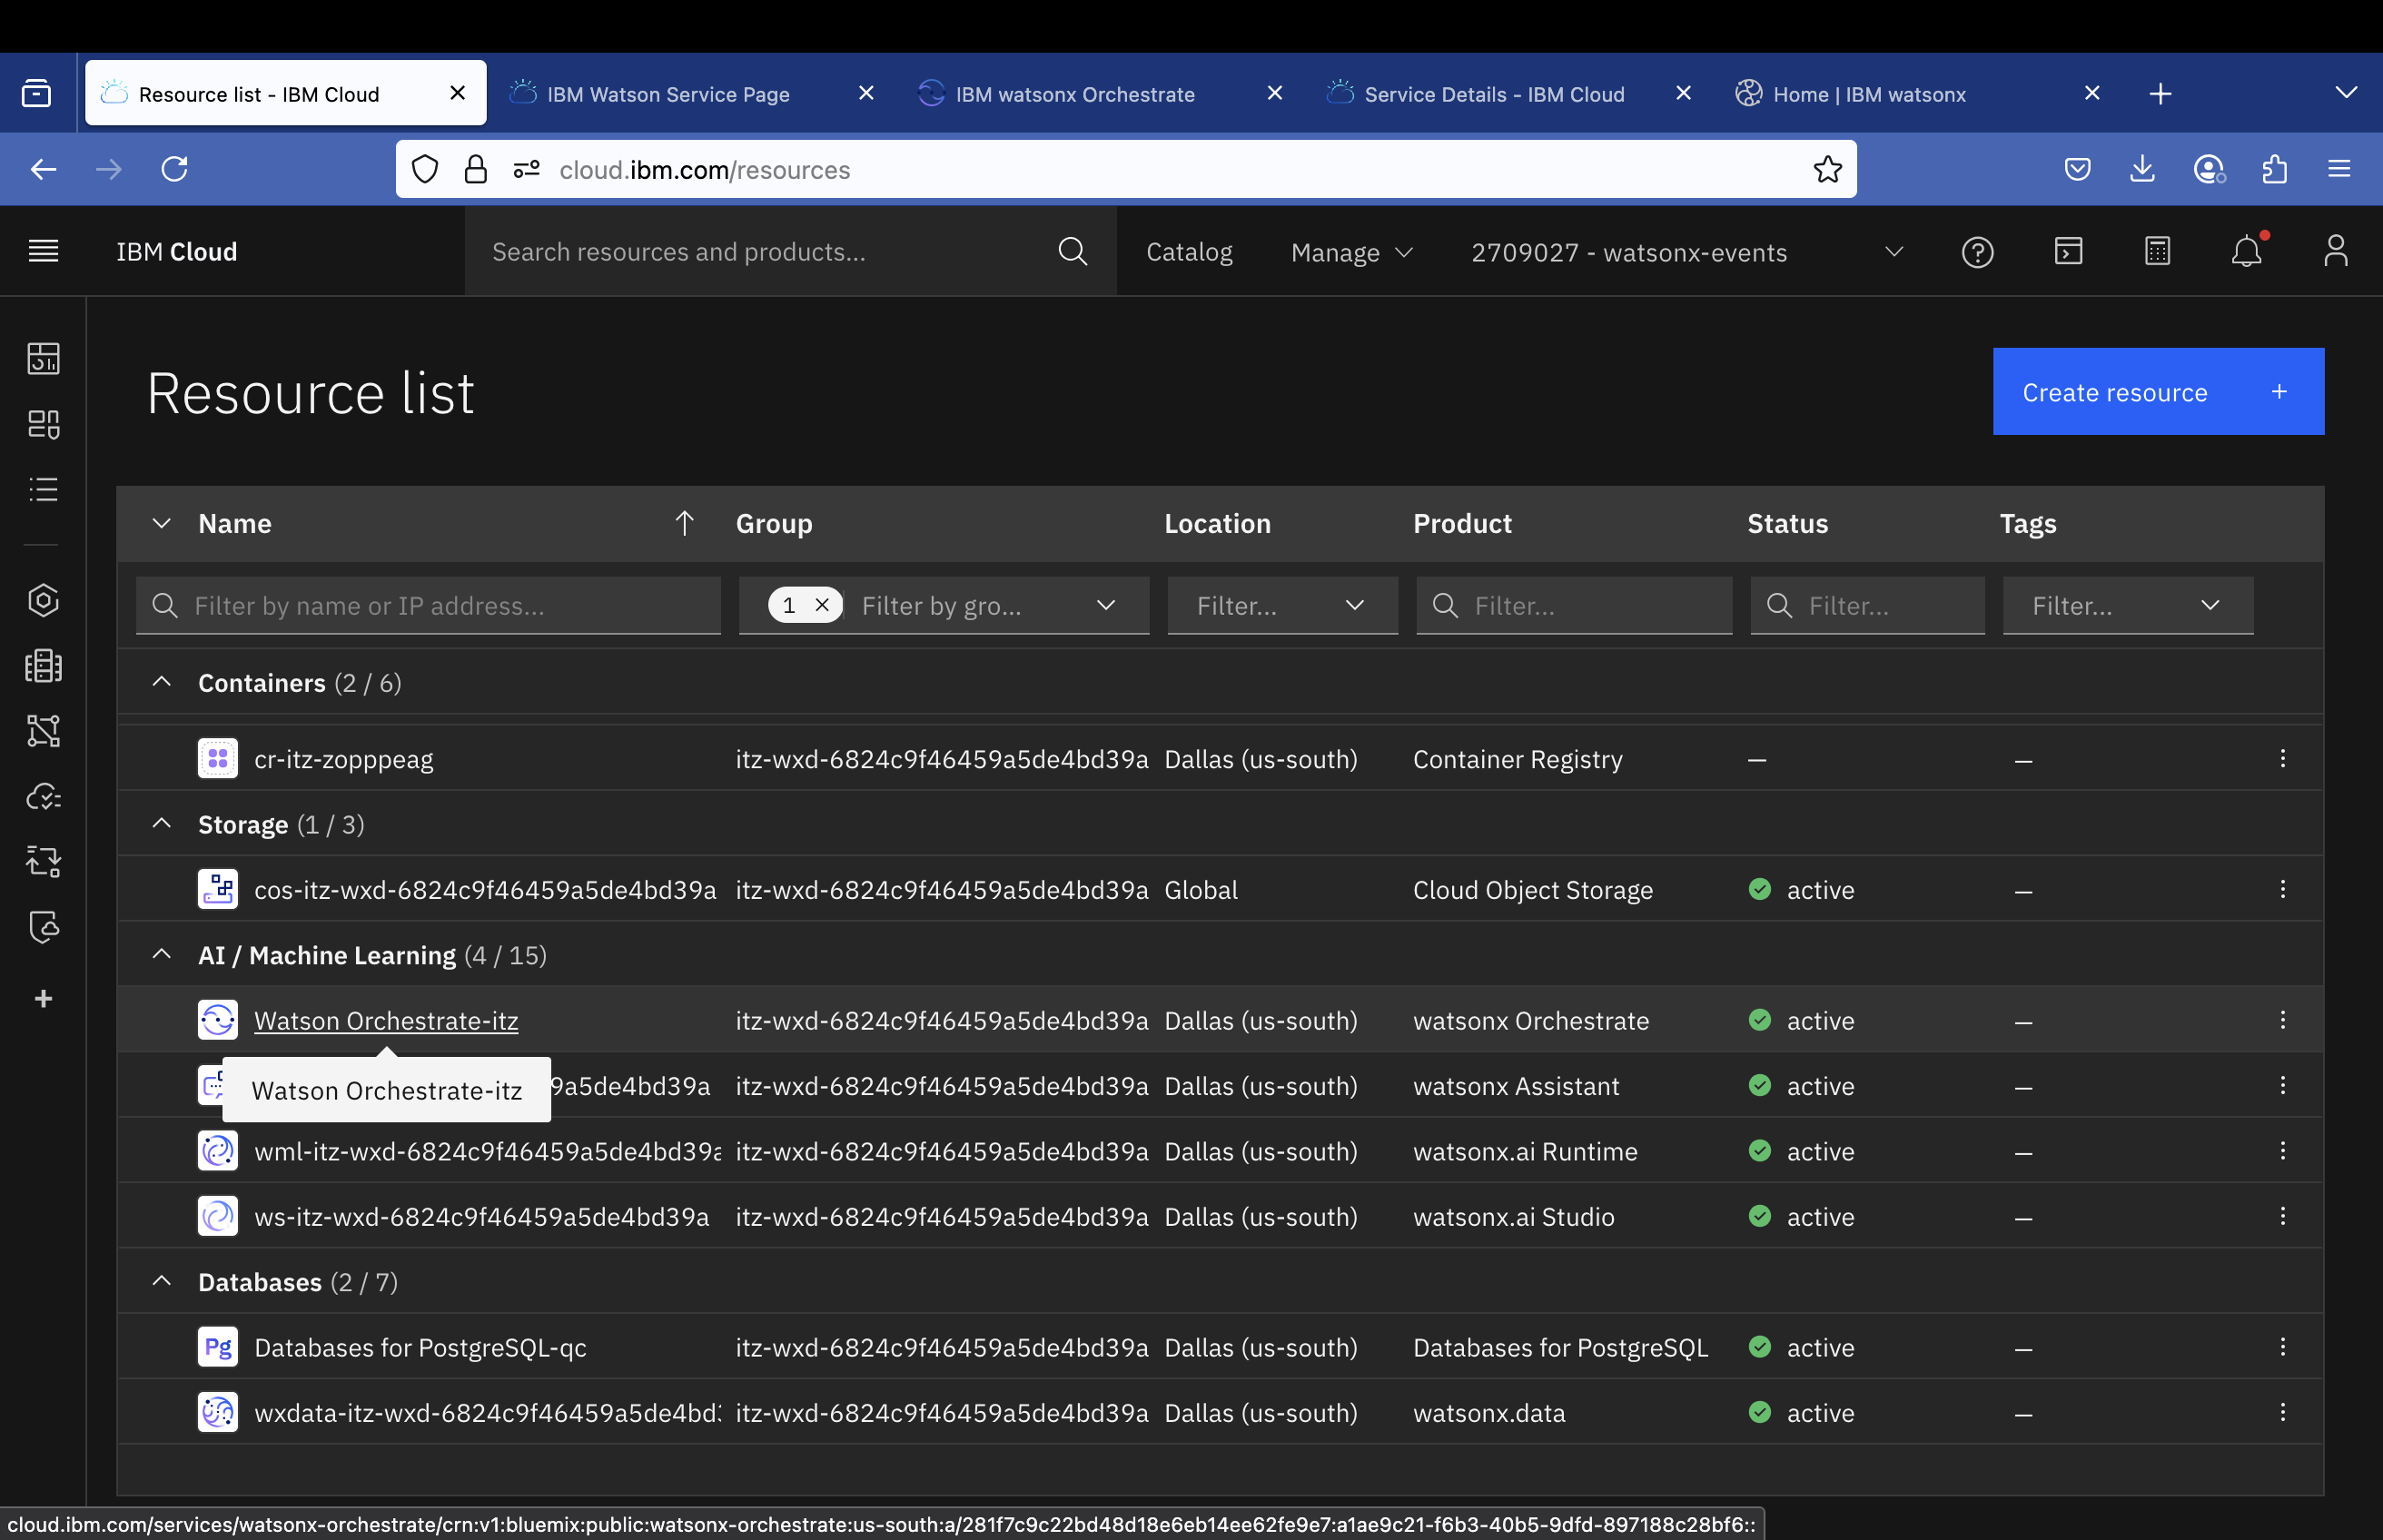 Resource list - IBM Cloud
IBM Watson Service Page
IBM watsonx Orchestrate
Service Details - IBM Cloud
Home | IBM watsonx
cloud.ibm.com/resources
IBM Cloud
Search resources and products...
Catalog
Manage
2709027 - watsonx-events
Resource list
Create resource
Name
Group
Location
Product
Status
Tags
Filter by name or IP address...
1
Filter by gro...
Filter...
Filter...
Filter...
Filter...
Containers (2 / 6)
cr-itz-zopppeag itz-wxd-6824c9f46459a5de4bd39a Dallas (us-south) Container Registry — —
Storage (1 / 3)
cos-itz-wxd-6824c9f46459a5de4bd39a itz-wxd-6824c9f46459a5de4bd39a Global Cloud Object Storage active —
AI / Machine Learning (4 / 15)
Watson Orchestrate-itz itz-wxd-6824c9f46459a5de4bd39a Dallas (us-south) watsonx Orchestrate active —
Watson Orchestrate-itz
9a5de4bd39a itz-wxd-6824c9f46459a5de4bd39a Dallas (us-south) watsonx Assistant active —
wml-itz-wxd-6824c9f46459a5de4bd39a itz-wxd-6824c9f46459a5de4bd39a Dallas (us-south) watsonx.ai Runtime active —
ws-itz-wxd-6824c9f46459a5de4bd39a itz-wxd-6824c9f46459a5de4bd39a Dallas (us-south) watsonx.ai Studio active —
Databases (2 / 7)
Pg Databases for PostgreSQL-qc itz-wxd-6824c9f46459a5de4bd39a Dallas (us-south) Databases for PostgreSQL active —
wxdata-itz-wxd-6824c9f46459a5de4bd itz-wxd-6824c9f46459a5de4bd39a Dallas (us-south) watsonx.data active —
cloud.ibm.com/services/watsonx-orchestrate/crn:v1:bluemix:public:watsonx-orchestrate:us-south:a/281f7c9c22bd48d18e6eb14ee62fe9e7:a1ae9c21-f6b3-40b5-9dfd-897188c28bf6::